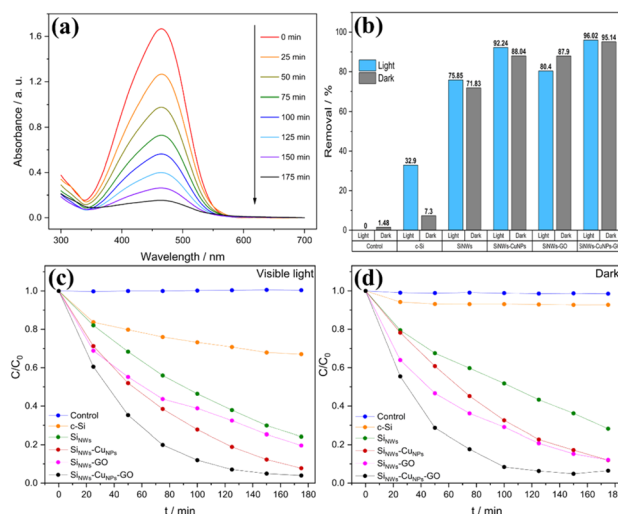 (a)
1.6
1.2
0.8
0.4
0.0
Absorbance / a. u.
300
400
500
600
700
Wavelength / nm
0 min
25 min
50 min
75 min
100 min
125 min
150 min
175 min
(b)
100
80
60
40
20
0
Removal / %
Light
Dark
0
1.48
32.9
7.3
75.85
71.83
92.24
88.04
80.4
87.9
96.02
95.14
Light Dark Light Dark Light Dark Light Dark Light Dark Light Dark
Control
c-Si
SiNWs
SiNWs-CuNPs
SiNWs-GO
SiNWs-CuNPs-GO
(c)
Visible light
1.0
0.8
0.6
0.4
0.2
0.0
C/C0
Control
c-Si
SiNWs
SiNWs-CuNPs
SiNWs-GO
SiNWs-CuNPs-GO
0 20 40 60 80 100 120 140 160 180
t / min
(d)
Dark
1.0
0.8
0.6
0.4
0.2
0.0
C/C0
Control
c-Si
SiNWs
SiNWs-CuNPs
SiNWs-GO
SiNWs-CuNPs-GO
0 20 40 60 80 100 120 140 160 180
t / min